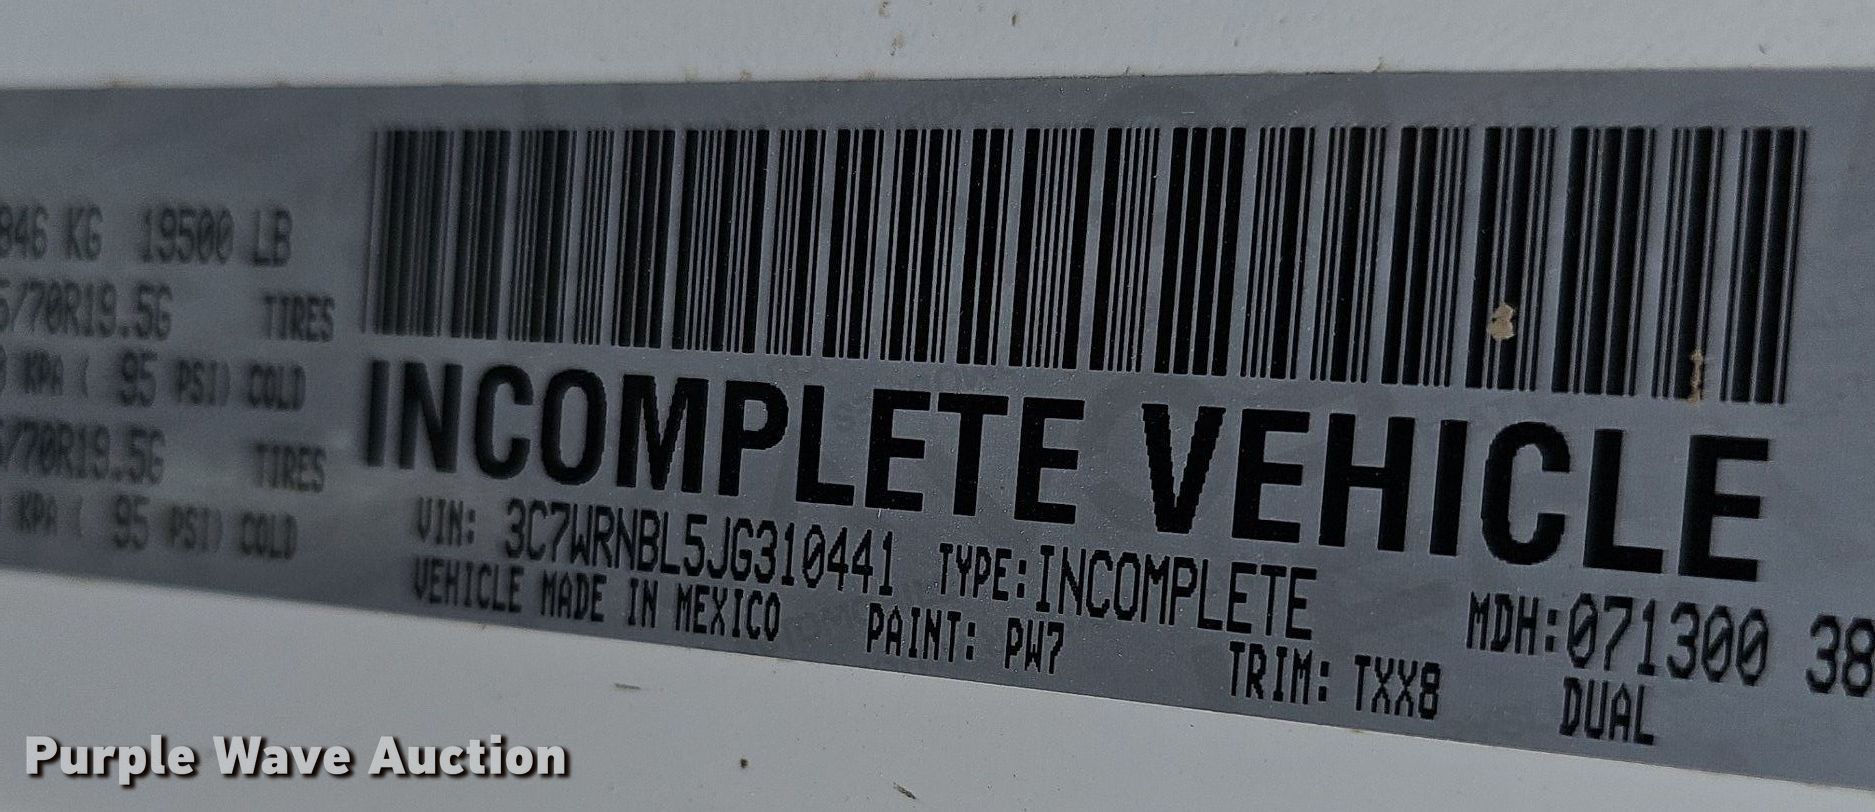 846 KG 19500 LB
/70R19.5G TIRES
KPA ( 95 PSI) COLD
/70R19.5G TIRES
KPA ( 95 PSI) COLD
INCOMPLETE VEHICLE
VIN: 3C7WRNBL5JG310441 TYPE:INCOMPLETE
MDH:071300 38
VEHICLE MADE IN MEXICO PAINT: PW7 TRIM: TXX8 DUAL
Purple Wave Auction